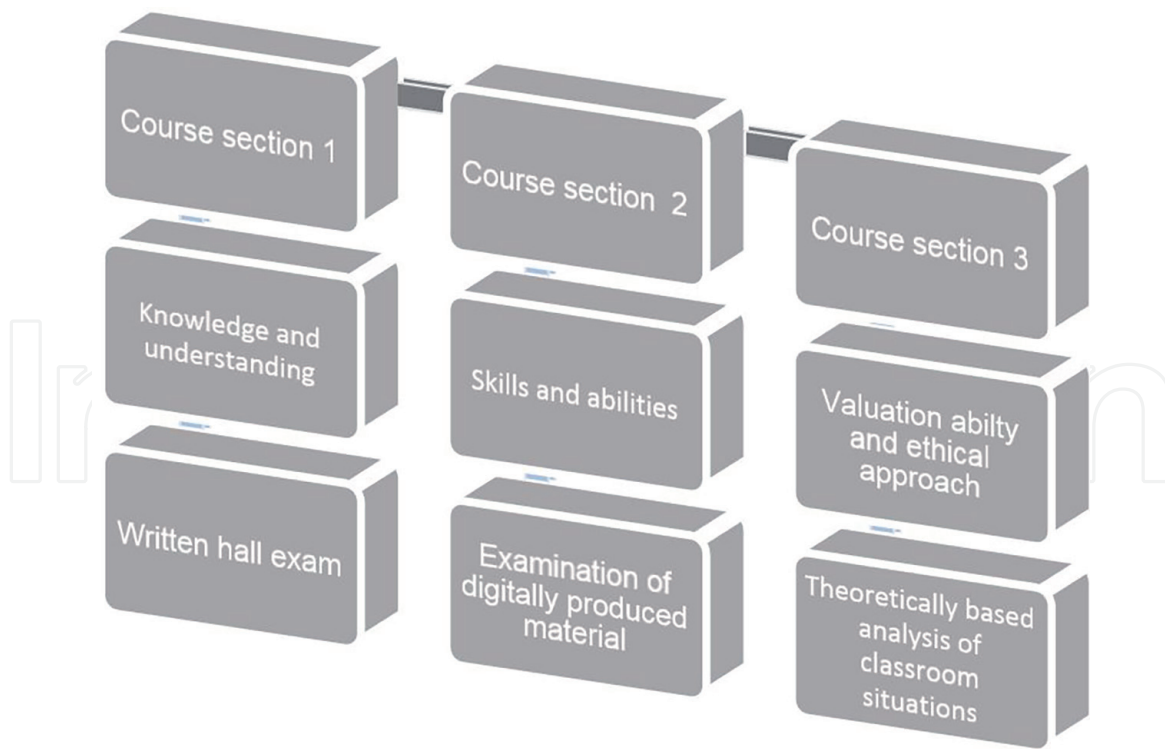 Course section 1
Course section 2
Course section 3
Knowledge and
understanding
Skills and abilities
Valuation abilty
and ethical
approach
Written hall exam
Examination of
digitally produced
material
Theoretically based
analysis of
classroom
situations